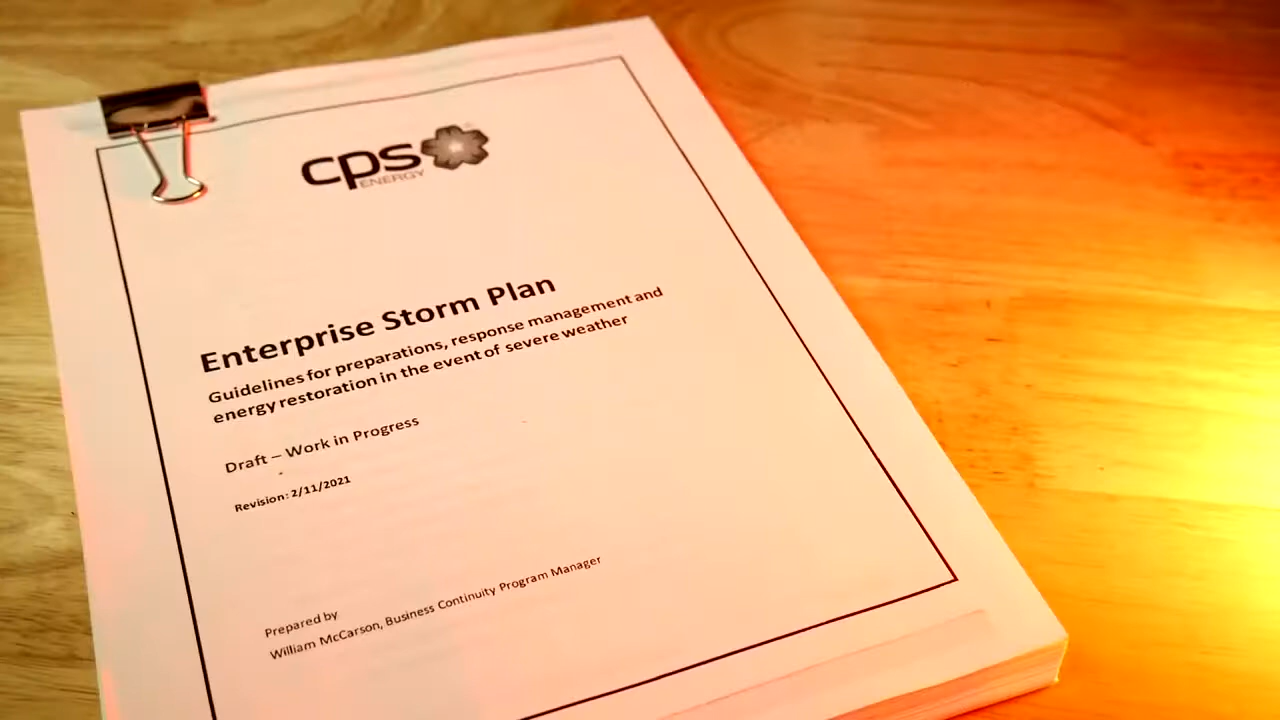 cps
ENERGY
Enterprise Storm Plan
Guidelines for preparations, response management and
energy restoration in the event of severe weather
Draft – Work in Progress
Revision: 2/11/2021
Prepared by
William McCarson, Business Continuity Program Manager